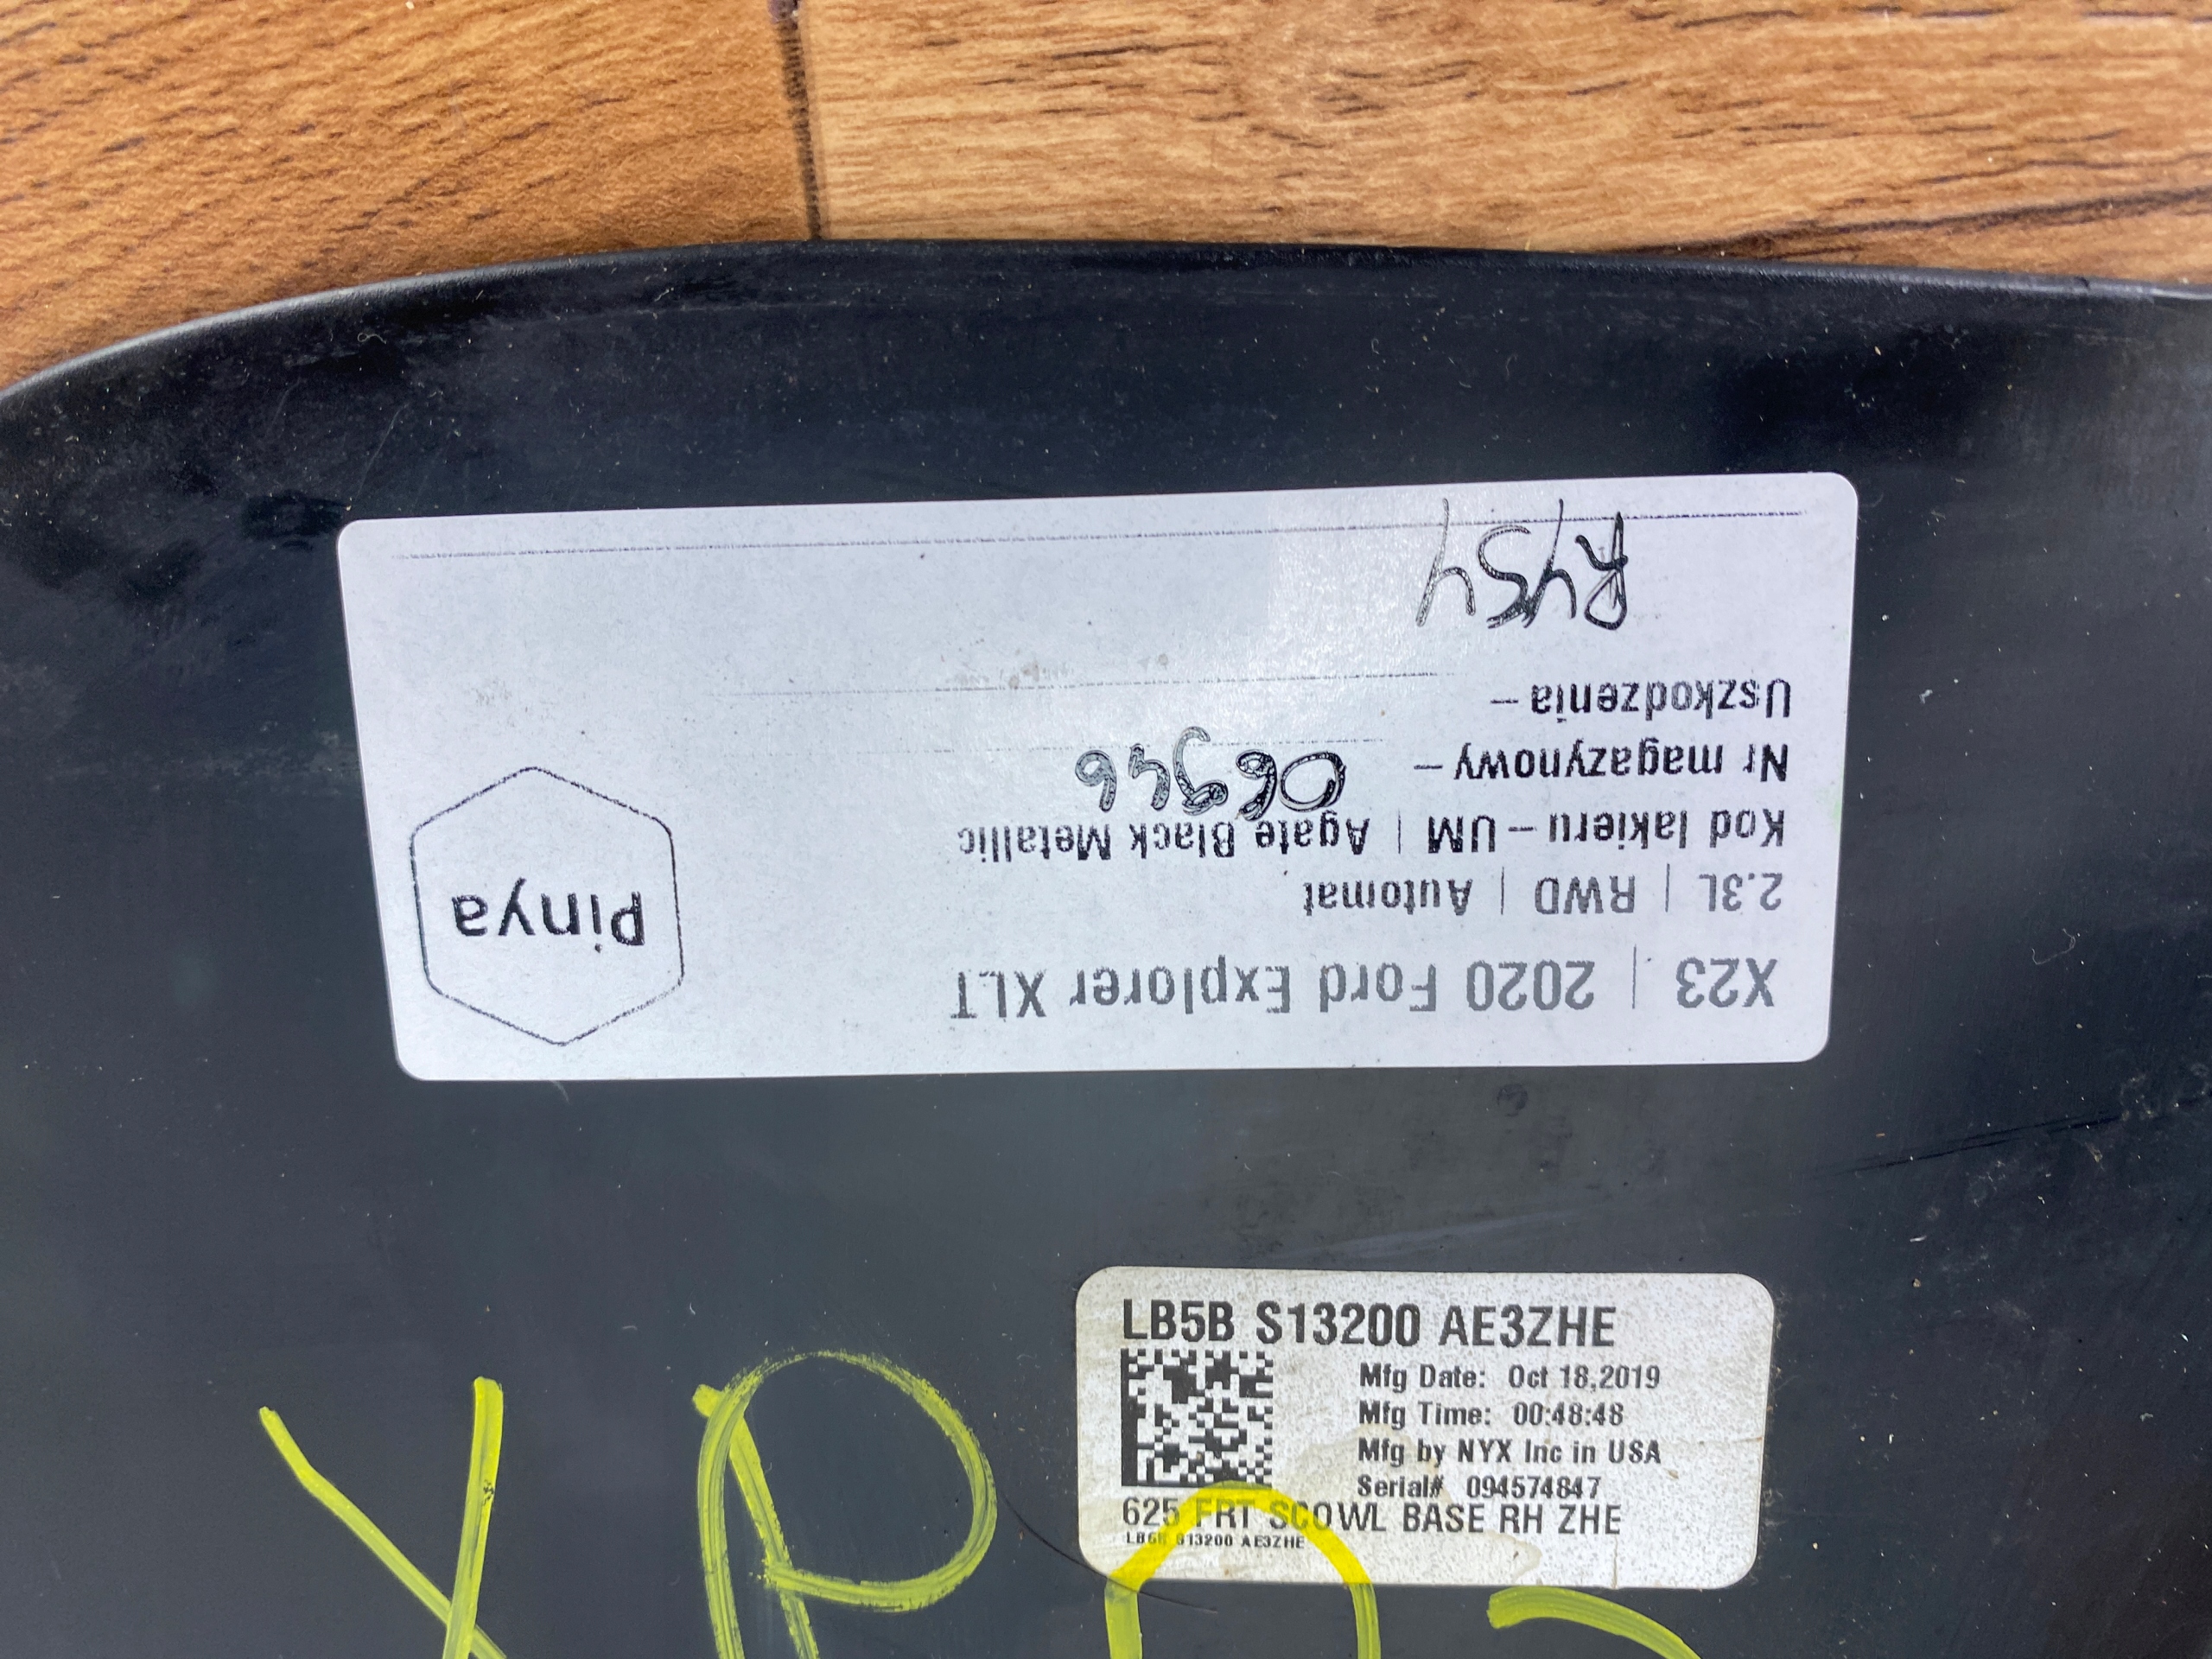 X23 | 2020 Ford Explorer XLT
2.3L | RWD | Automat
Kod lakieru – UM | Agate Black Metallic
Nr magazynowy – 06946
Uszkodzenia –
R454
Pinya
LB5B S13200 AE3ZHE
Mfg Date: Oct 18,2019
Mfg Time: 00:48:48
Mfg by NYX Inc in USA
Serial# 094574847
625 FRT SCOWL BASE RH ZHE
LB5B S13200 AE3ZHE